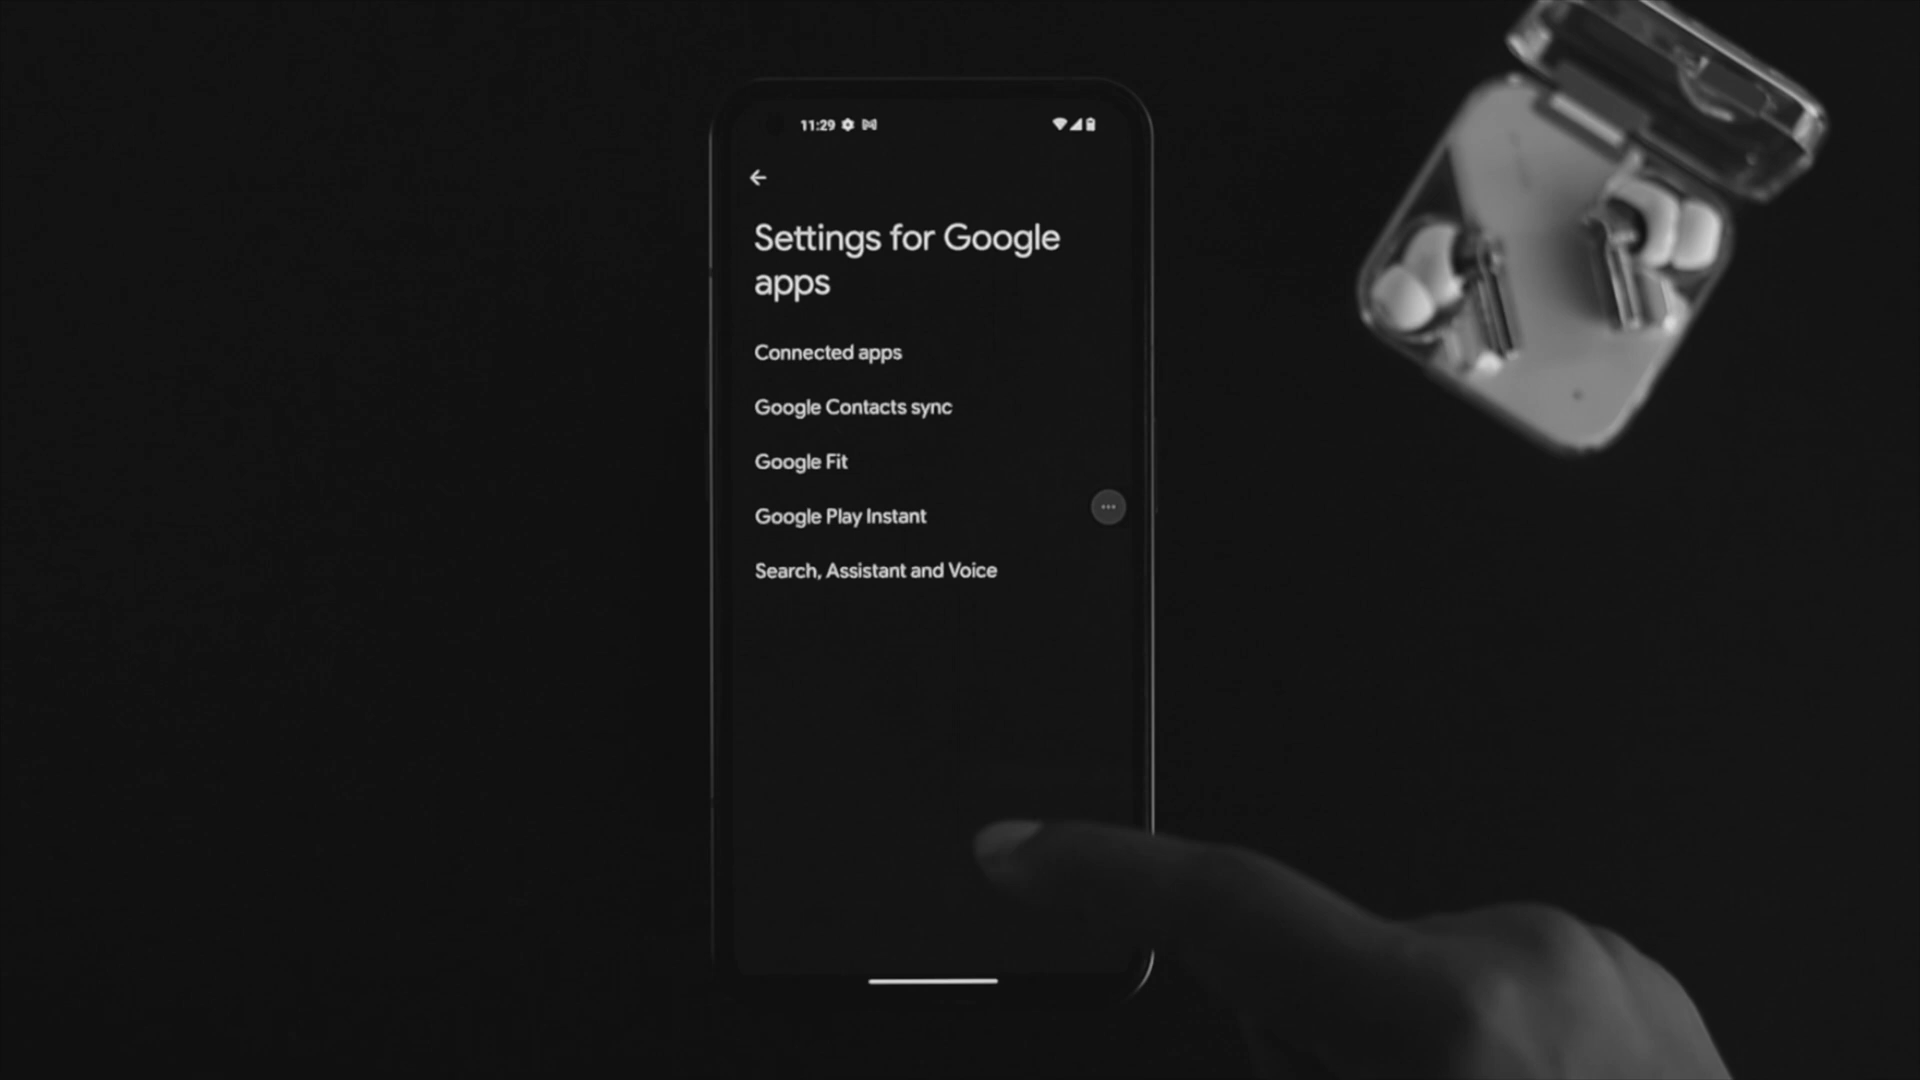 11:29
Settings for Google
apps
Connected apps
Google Contacts sync
Google Fit
Google Play Instant
Search, Assistant and Voice